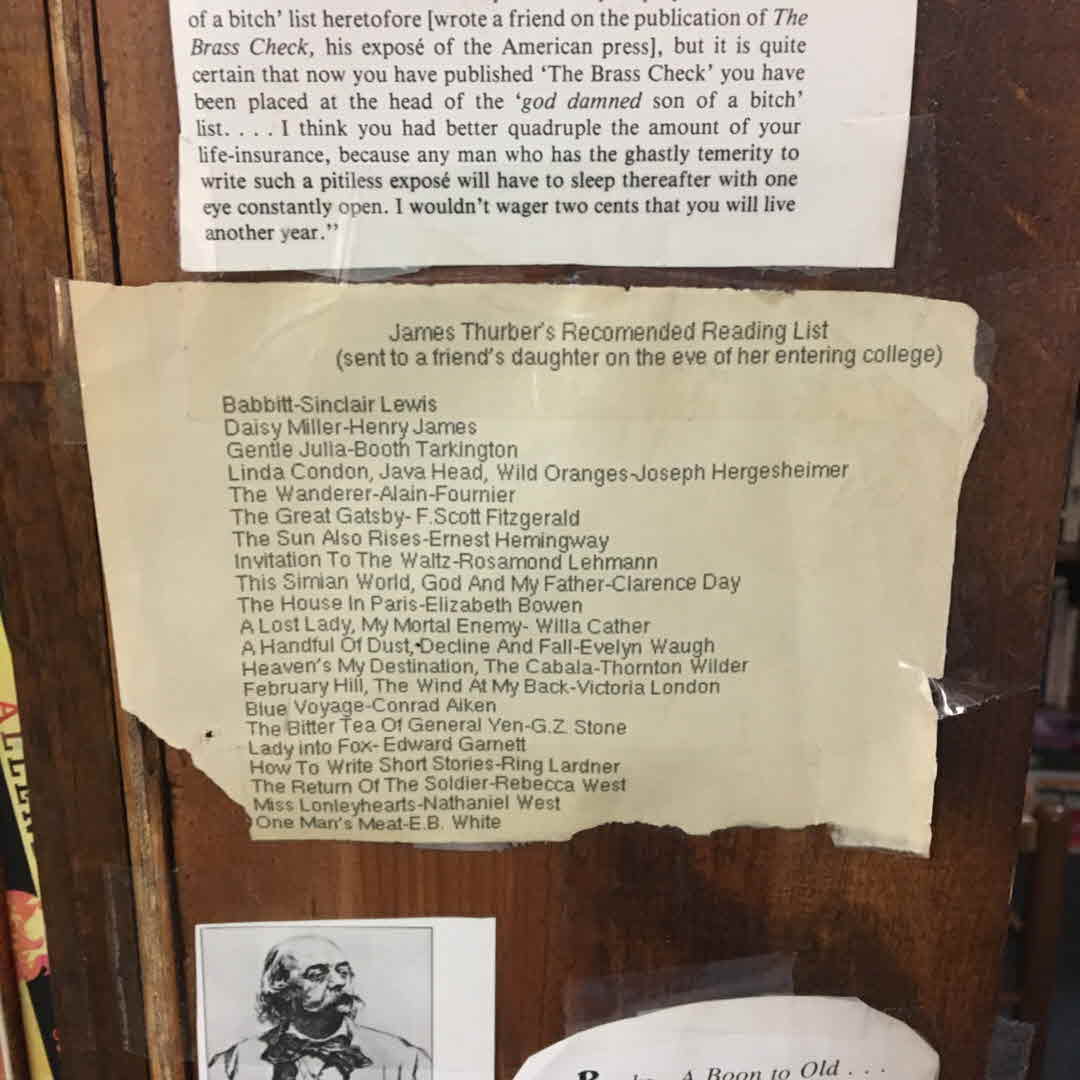 of a bitch' list heretofore [wrote a friend on the publication of The
Brass Check, his exposé of the American press], but it is quite
certain that now you have published 'The Brass Check' you have
been placed at the head of the 'god damned son of a bitch'
list. . . . I think you had better quadruple the amount of your
life-insurance, because any man who has the ghastly temerity to
write such a pitiless exposé will have to sleep thereafter with one
eye constantly open. I wouldn't wager two cents that you will live
another year."
James Thurber's Recomended Reading List
(sent to a friend's daughter on the eve of her entering college)
Babbitt-Sinclair Lewis
Daisy Miller-Henry James
Gentle Julia-Booth Tarkington
Linda Condon, Java Head, Wild Oranges-Joseph Hergesheimer
The Wanderer-Alain-Fournier
The Great Gatsby- F.Scott Fitzgerald
The Sun Also Rises-Ernest Hemingway
Invitation To The Waltz-Rosamond Lehmann
This Simian World, God And My Father-Clarence Day
The House In Paris-Elizabeth Bowen
A Lost Lady, My Mortal Enemy- Willa Cather
A Handful Of Dust, Decline And Fall-Evelyn Waugh
Heaven's My Destination, The Cabala-Thornton Wilder
February Hill, The Wind At My Back-Victoria London
Blue Voyage-Conrad Aiken
The Bitter Tea Of General Yen-G.Z. Stone
Lady into Fox- Edward Garnett
How To Write Short Stories-Ring Lardner
The Return Of The Soldier-Rebecca West
Miss Lonleyhearts-Nathaniel West
One Man's Meat-E.B. White
A Boon to Old . . .